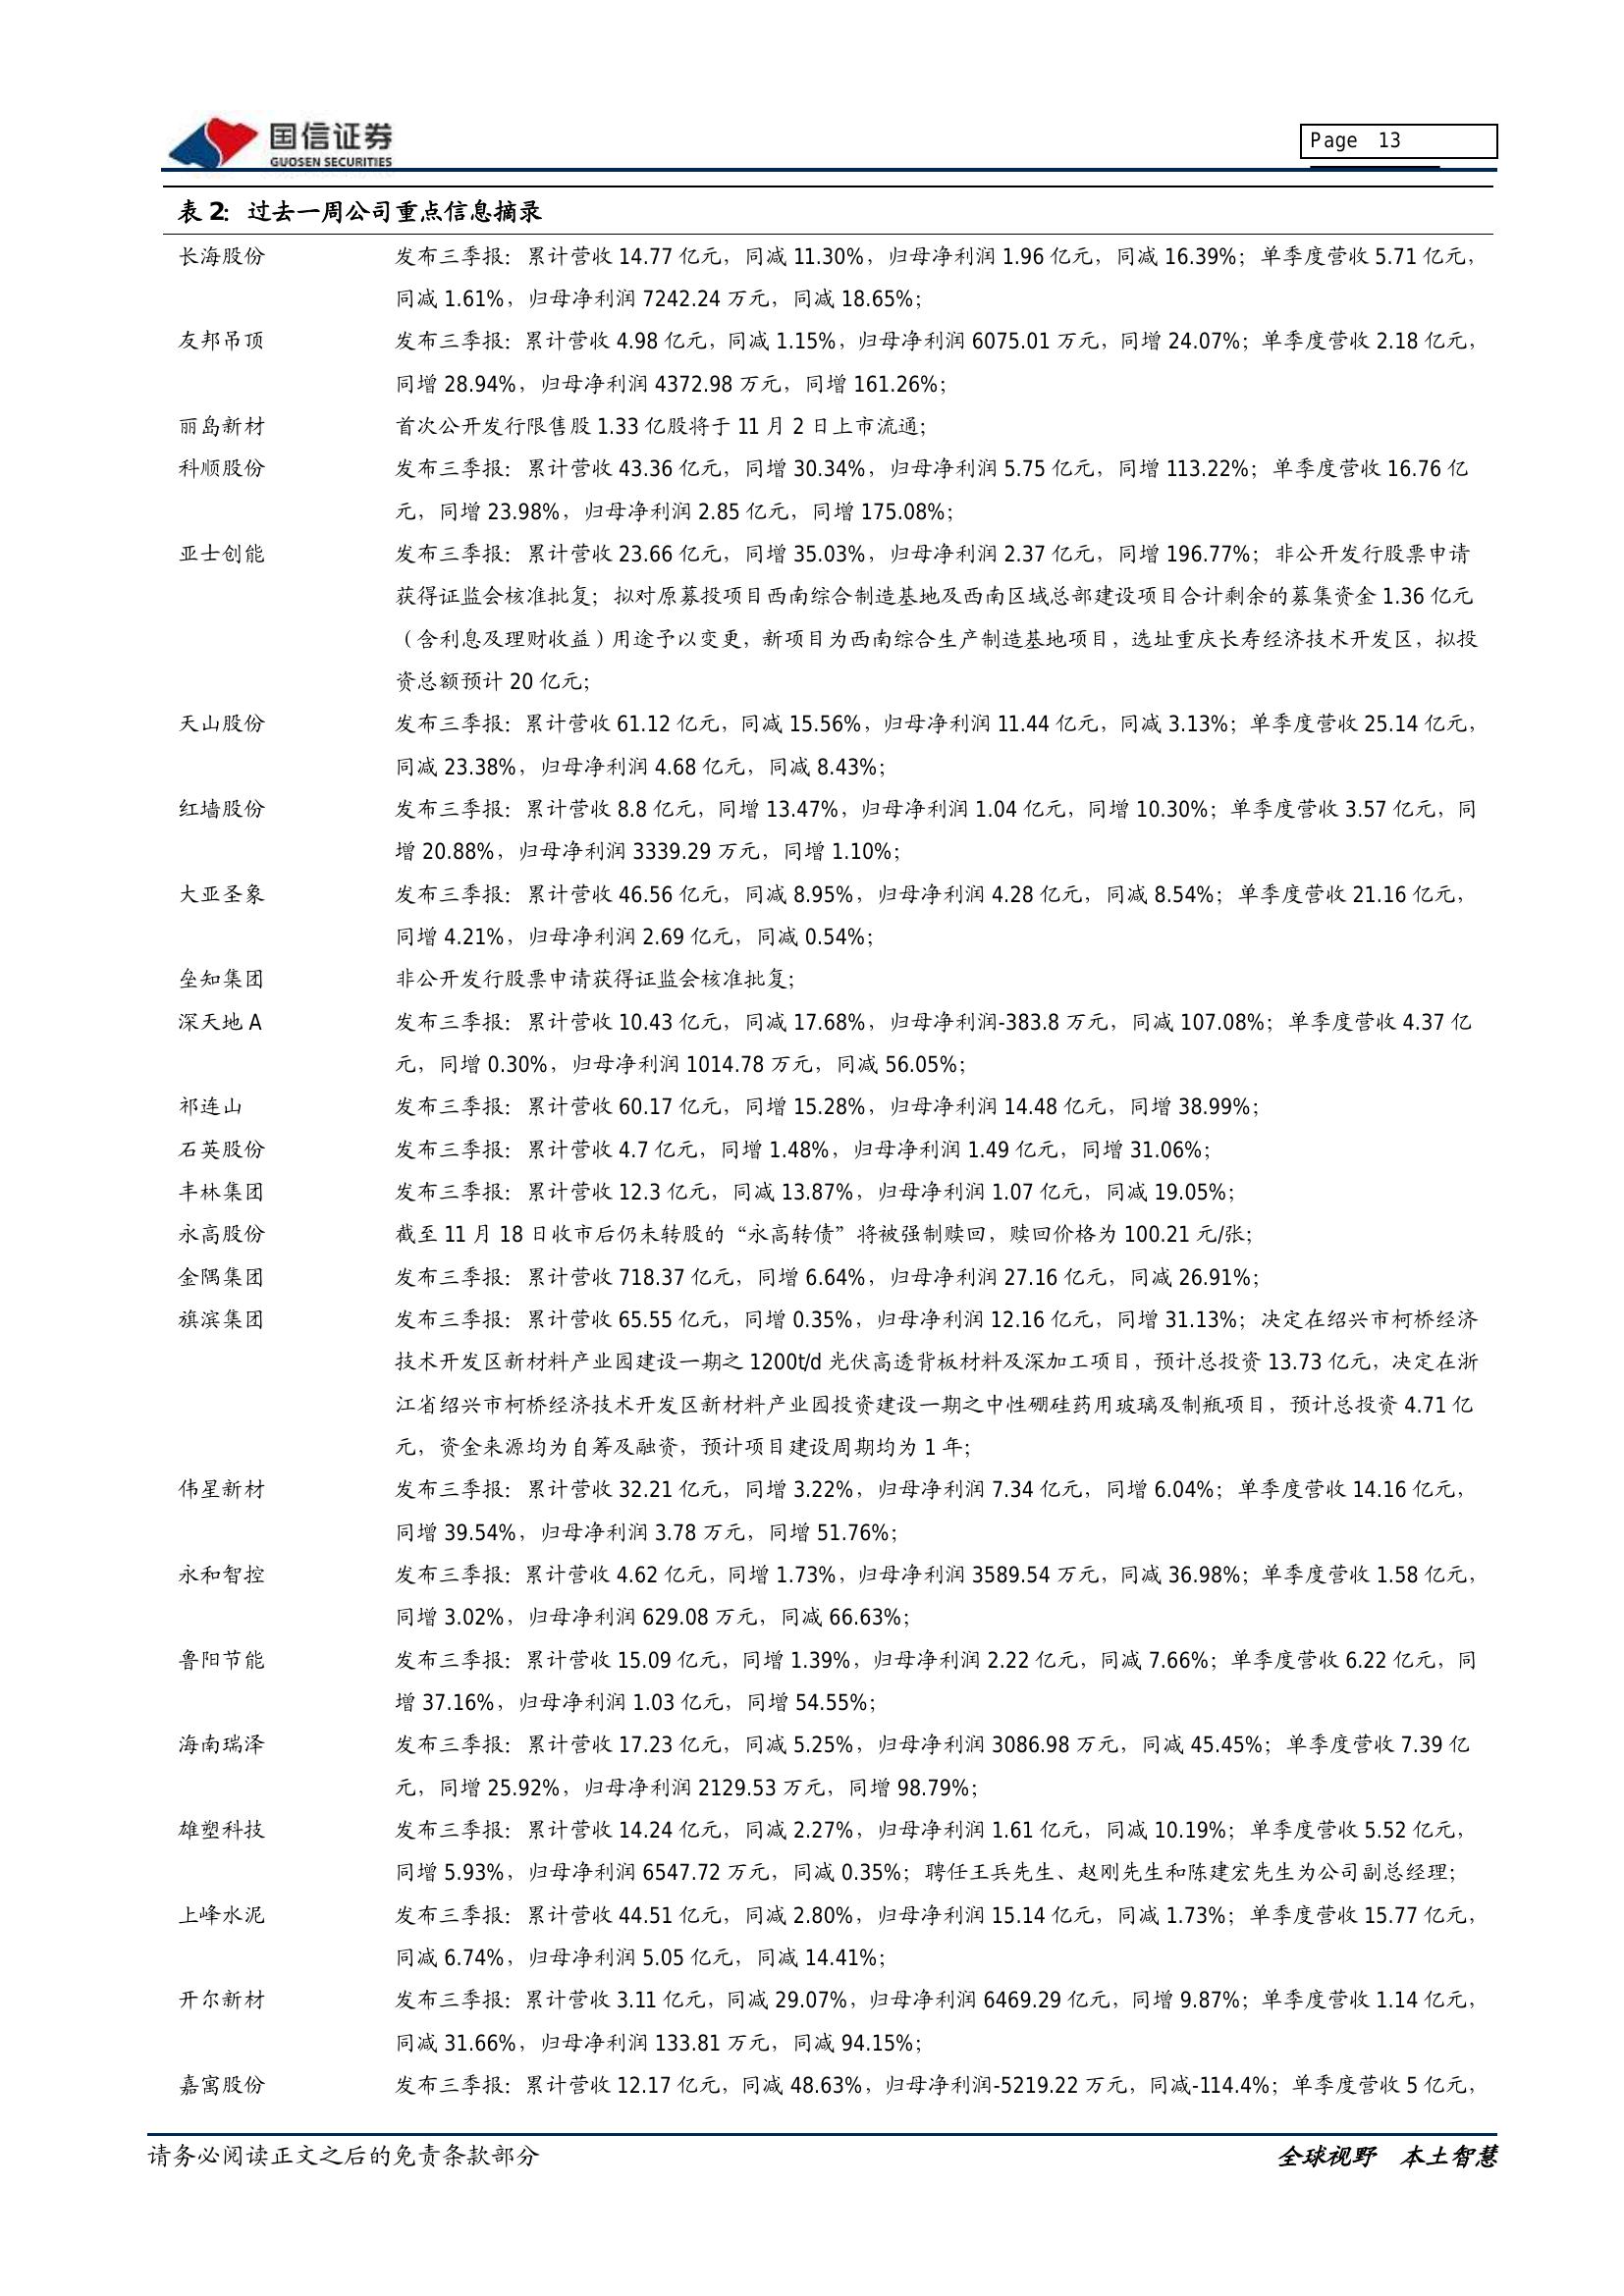 国信证券
GUOSEN SECURITIES
Page 13
表 2：过去一周公司重点信息摘录
长海股份 发布三季报：累计营收 14.77 亿元，同减 11.30%，归母净利润 1.96 亿元，同减 16.39%；单季度营收 5.71 亿元，
同减 1.61%，归母净利润 7242.24 万元，同减 18.65%；
友邦吊顶 发布三季报：累计营收 4.98 亿元，同减 1.15%，归母净利润 6075.01 万元，同增 24.07%；单季度营收 2.18 亿元，
同增 28.94%，归母净利润 4372.98 万元，同增 161.26%；
丽岛新材 首次公开发行限售股 1.33 亿股将于 11 月 2 日上市流通；
科顺股份 发布三季报：累计营收 43.36 亿元，同增 30.34%，归母净利润 5.75 亿元，同增 113.22%；单季度营收 16.76 亿
元，同增 23.98%，归母净利润 2.85 亿元，同增 175.08%；
亚士创能 发布三季报：累计营收 23.66 亿元，同增 35.03%，归母净利润 2.37 亿元，同增 196.77%；非公开发行股票申请
获得证监会核准批复；拟对原募投项目西南综合制造基地及西南区域总部建设项目合计剩余的募集资金 1.36 亿元
（含利息及理财收益）用途予以变更，新项目为西南综合生产制造基地项目，选址重庆长寿经济技术开发区，拟投
资总额预计 20 亿元；
天山股份 发布三季报：累计营收 61.12 亿元，同减 15.56%，归母净利润 11.44 亿元，同减 3.13%；单季度营收 25.14 亿元，
同减 23.38%，归母净利润 4.68 亿元，同减 8.43%；
红墙股份 发布三季报：累计营收 8.8 亿元，同增 13.47%，归母净利润 1.04 亿元，同增 10.30%；单季度营收 3.57 亿元，同
增 20.88%，归母净利润 3339.29 万元，同增 1.10%；
大亚圣象 发布三季报：累计营收 46.56 亿元，同减 8.95%，归母净利润 4.28 亿元，同减 8.54%；单季度营收 21.16 亿元，
同增 4.21%，归母净利润 2.69 亿元，同减 0.54%；
垒知集团 非公开发行股票申请获得证监会核准批复；
深天地 A 发布三季报：累计营收 10.43 亿元，同减 17.68%，归母净利润-383.8 万元，同减 107.08%；单季度营收 4.37 亿
元，同增 0.30%，归母净利润 1014.78 万元，同减 56.05%；
祁连山 发布三季报：累计营收 60.17 亿元，同增 15.28%，归母净利润 14.48 亿元，同增 38.99%；
石英股份 发布三季报：累计营收 4.7 亿元，同增 1.48%，归母净利润 1.49 亿元，同增 31.06%；
丰林集团 发布三季报：累计营收 12.3 亿元，同减 13.87%，归母净利润 1.07 亿元，同减 19.05%；
永高股份 截至 11 月 18 日收市后仍未转股的“永高转债”将被强制赎回，赎回价格为 100.21 元/张；
金隅集团 发布三季报：累计营收 718.37 亿元，同增 6.64%，归母净利润 27.16 亿元，同减 26.91%；
旗滨集团 发布三季报：累计营收 65.55 亿元，同增 0.35%，归母净利润 12.16 亿元，同增 31.13%；决定在绍兴市柯桥经济
技术开发区新材料产业园建设一期之 1200t/d 光伏高透背板材料及深加工项目，预计总投资 13.73 亿元，决定在浙
江省绍兴市柯桥经济技术开发区新材料产业园投资建设一期之中性硼硅药用玻璃及制瓶项目，预计总投资 4.71 亿
元，资金来源均为自筹及融资，预计项目建设周期均为 1 年；
伟星新材 发布三季报：累计营收 32.21 亿元，同增 3.22%，归母净利润 7.34 亿元，同增 6.04%；单季度营收 14.16 亿元，
同增 39.54%，归母净利润 3.78 万元，同增 51.76%；
永和智控 发布三季报：累计营收 4.62 亿元，同增 1.73%，归母净利润 3589.54 万元，同减 36.98%；单季度营收 1.58 亿元，
同增 3.02%，归母净利润 629.08 万元，同减 66.63%；
鲁阳节能 发布三季报：累计营收 15.09 亿元，同增 1.39%，归母净利润 2.22 亿元，同减 7.66%；单季度营收 6.22 亿元，同
增 37.16%，归母净利润 1.03 亿元，同增 54.55%；
海南瑞泽 发布三季报：累计营收 17.23 亿元，同减 5.25%，归母净利润 3086.98 万元，同减 45.45%；单季度营收 7.39 亿
元，同增 25.92%，归母净利润 2129.53 万元，同增 98.79%；
雄塑科技 发布三季报：累计营收 14.24 亿元，同减 2.27%，归母净利润 1.61 亿元，同减 10.19%；单季度营收 5.52 亿元，
同增 5.93%，归母净利润 6547.72 万元，同减 0.35%；聘任王兵先生、赵刚先生和陈建宏先生为公司副总经理；
上峰水泥 发布三季报：累计营收 44.51 亿元，同减 2.80%，归母净利润 15.14 亿元，同减 1.73%；单季度营收 15.77 亿元，
同减 6.74%，归母净利润 5.05 亿元，同减 14.41%；
开尔新材 发布三季报：累计营收 3.11 亿元，同减 29.07%，归母净利润 6469.29 亿元，同增 9.87%；单季度营收 1.14 亿元，
同减 31.66%，归母净利润 133.81 万元，同减 94.15%；
嘉寓股份 发布三季报：累计营收 12.17 亿元，同减 48.63%，归母净利润-5219.22 万元，同减-114.4%；单季度营收 5 亿元，
请务必阅读正文之后的免责条款部分
全球视野 本土智慧